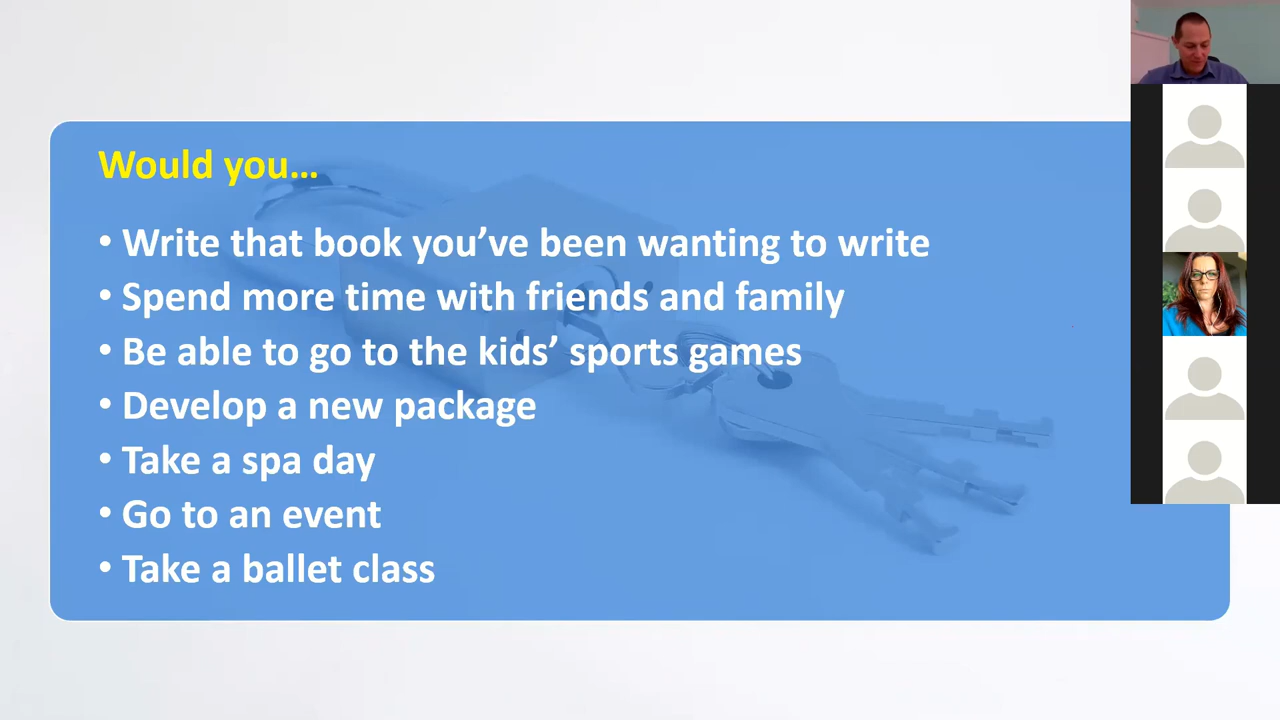 Would you...
• Write that book you’ve been wanting to write
• Spend more time with friends and family
• Be able to go to the kids’ sports games
• Develop a new package
• Take a spa day
• Go to an event
• Take a ballet class